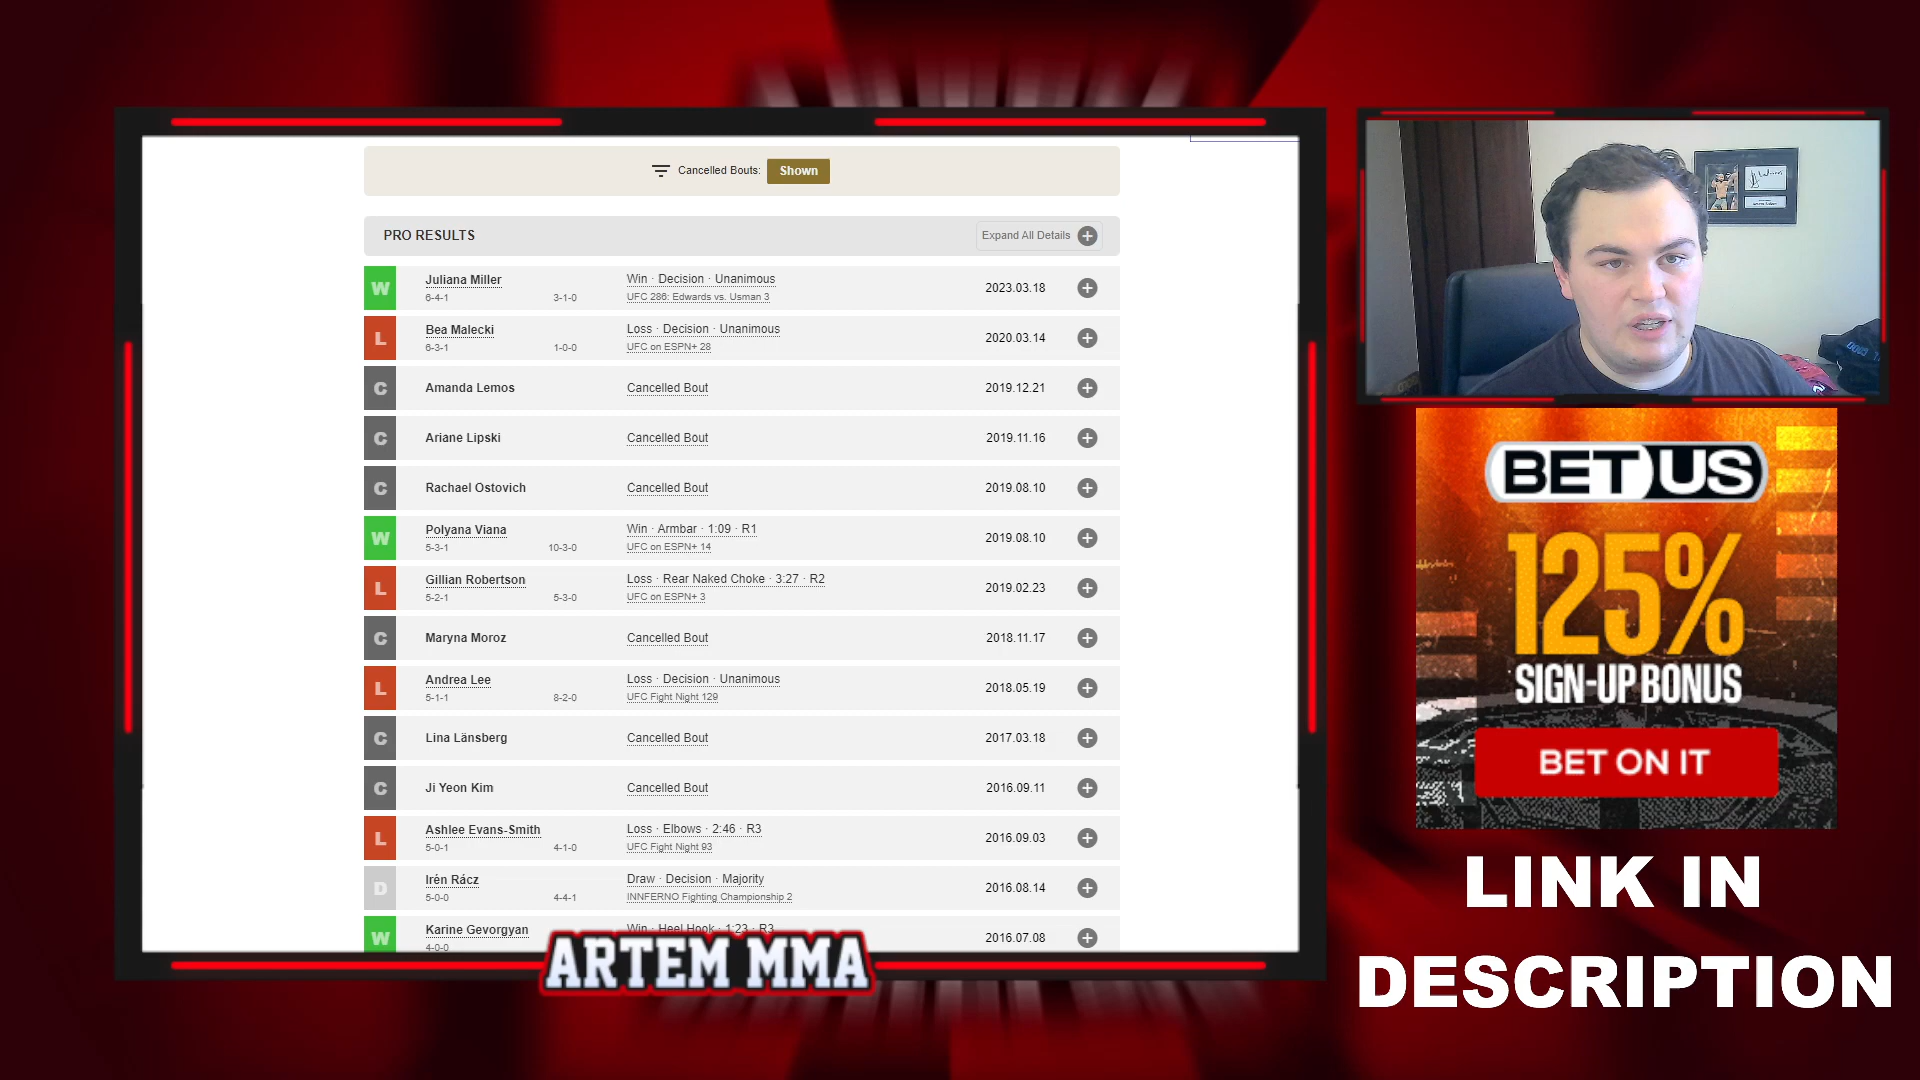 Cancelled Bouts: Shown
PRO RESULTS
Expand All Details
W Juliana Miller Win · Decision · Unanimous 2023.03.18
6-4-1 3-1-0 UFC 286: Edwards vs. Usman 3
L Bea Malecki Loss · Decision · Unanimous 2020.03.14
6-3-1 1-0-0 UFC on ESPN+ 28
C Amanda Lemos Cancelled Bout 2019.12.21
C Ariane Lipski Cancelled Bout 2019.11.16
C Rachael Ostovich Cancelled Bout 2019.08.10
W Polyana Viana Win · Armbar · 1:09 · R1 2019.08.10
5-3-1 10-3-0 UFC on ESPN+ 14
L Gillian Robertson Loss · Rear Naked Choke · 3:27 · R2 2019.02.23
5-2-1 5-3-0 UFC on ESPN+ 3
C Maryna Moroz Cancelled Bout 2018.11.17
L Andrea Lee Loss · Decision · Unanimous 2018.05.19
5-1-1 8-2-0 UFC Fight Night 129
C Lina Länsberg Cancelled Bout 2017.03.18
C Ji Yeon Kim Cancelled Bout 2016.09.11
L Ashlee Evans-Smith Loss · Elbows · 2:46 · R3 2016.09.03
5-0-1 4-1-0 UFC Fight Night 93
D Irén Rácz Draw · Decision · Majority 2016.08.14
5-0-0 4-4-1 INNFERNO Fighting Championship 2
W Karine Gevorgyan Win · Heel Hook · 1:23 · R3 2016.07.08
4-0-0
ARTEM MMA
BETUS
125%
SIGN-UP BONUS
BET ON IT
LINK IN
DESCRIPTION